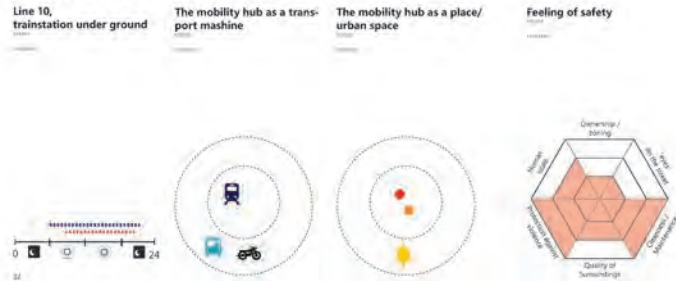 Line 10,
trainstation under ground
The mobility hub as a trans-
port mashine
The mobility hub as a place/
urban space
Feeling of safety
Ownership /
zoning
'eyes
on the street'
Cleanness /
Maintenance
Quality of
Surroundings
protection against
violence
Human
scale
0
24